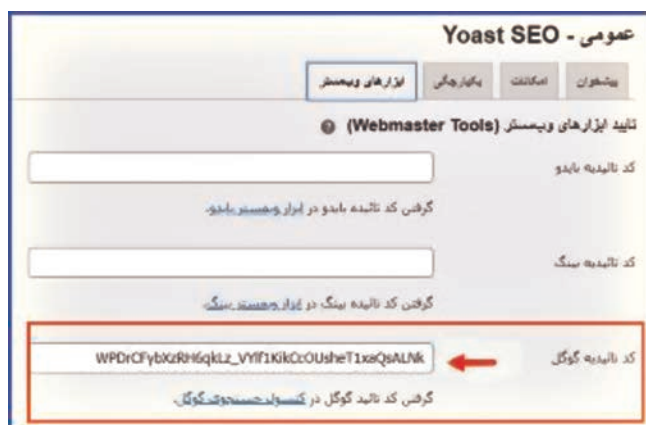 عمومی - Yoast SEO
پیشخوان امکانات یکپارچگی ابزارهای وبمستر
تایید ابزارهای وبمستر (Webmaster Tools)
کد تائیدیه بایدو
گرفتن کد تائیده بایدو در ابزار وبمستر بایدو.
کد تائیدیه بینگ
گرفتن کد تائیده بینگ در ابزار وبمستر بینگ.
کد تائیدیه گوگل WPDrCFybXzRH6qkLz_VYlf1KikCcOUsheT1xaQsALNk
گرفتن کد تائید گوگل در کنسول جستجوی گوگل.